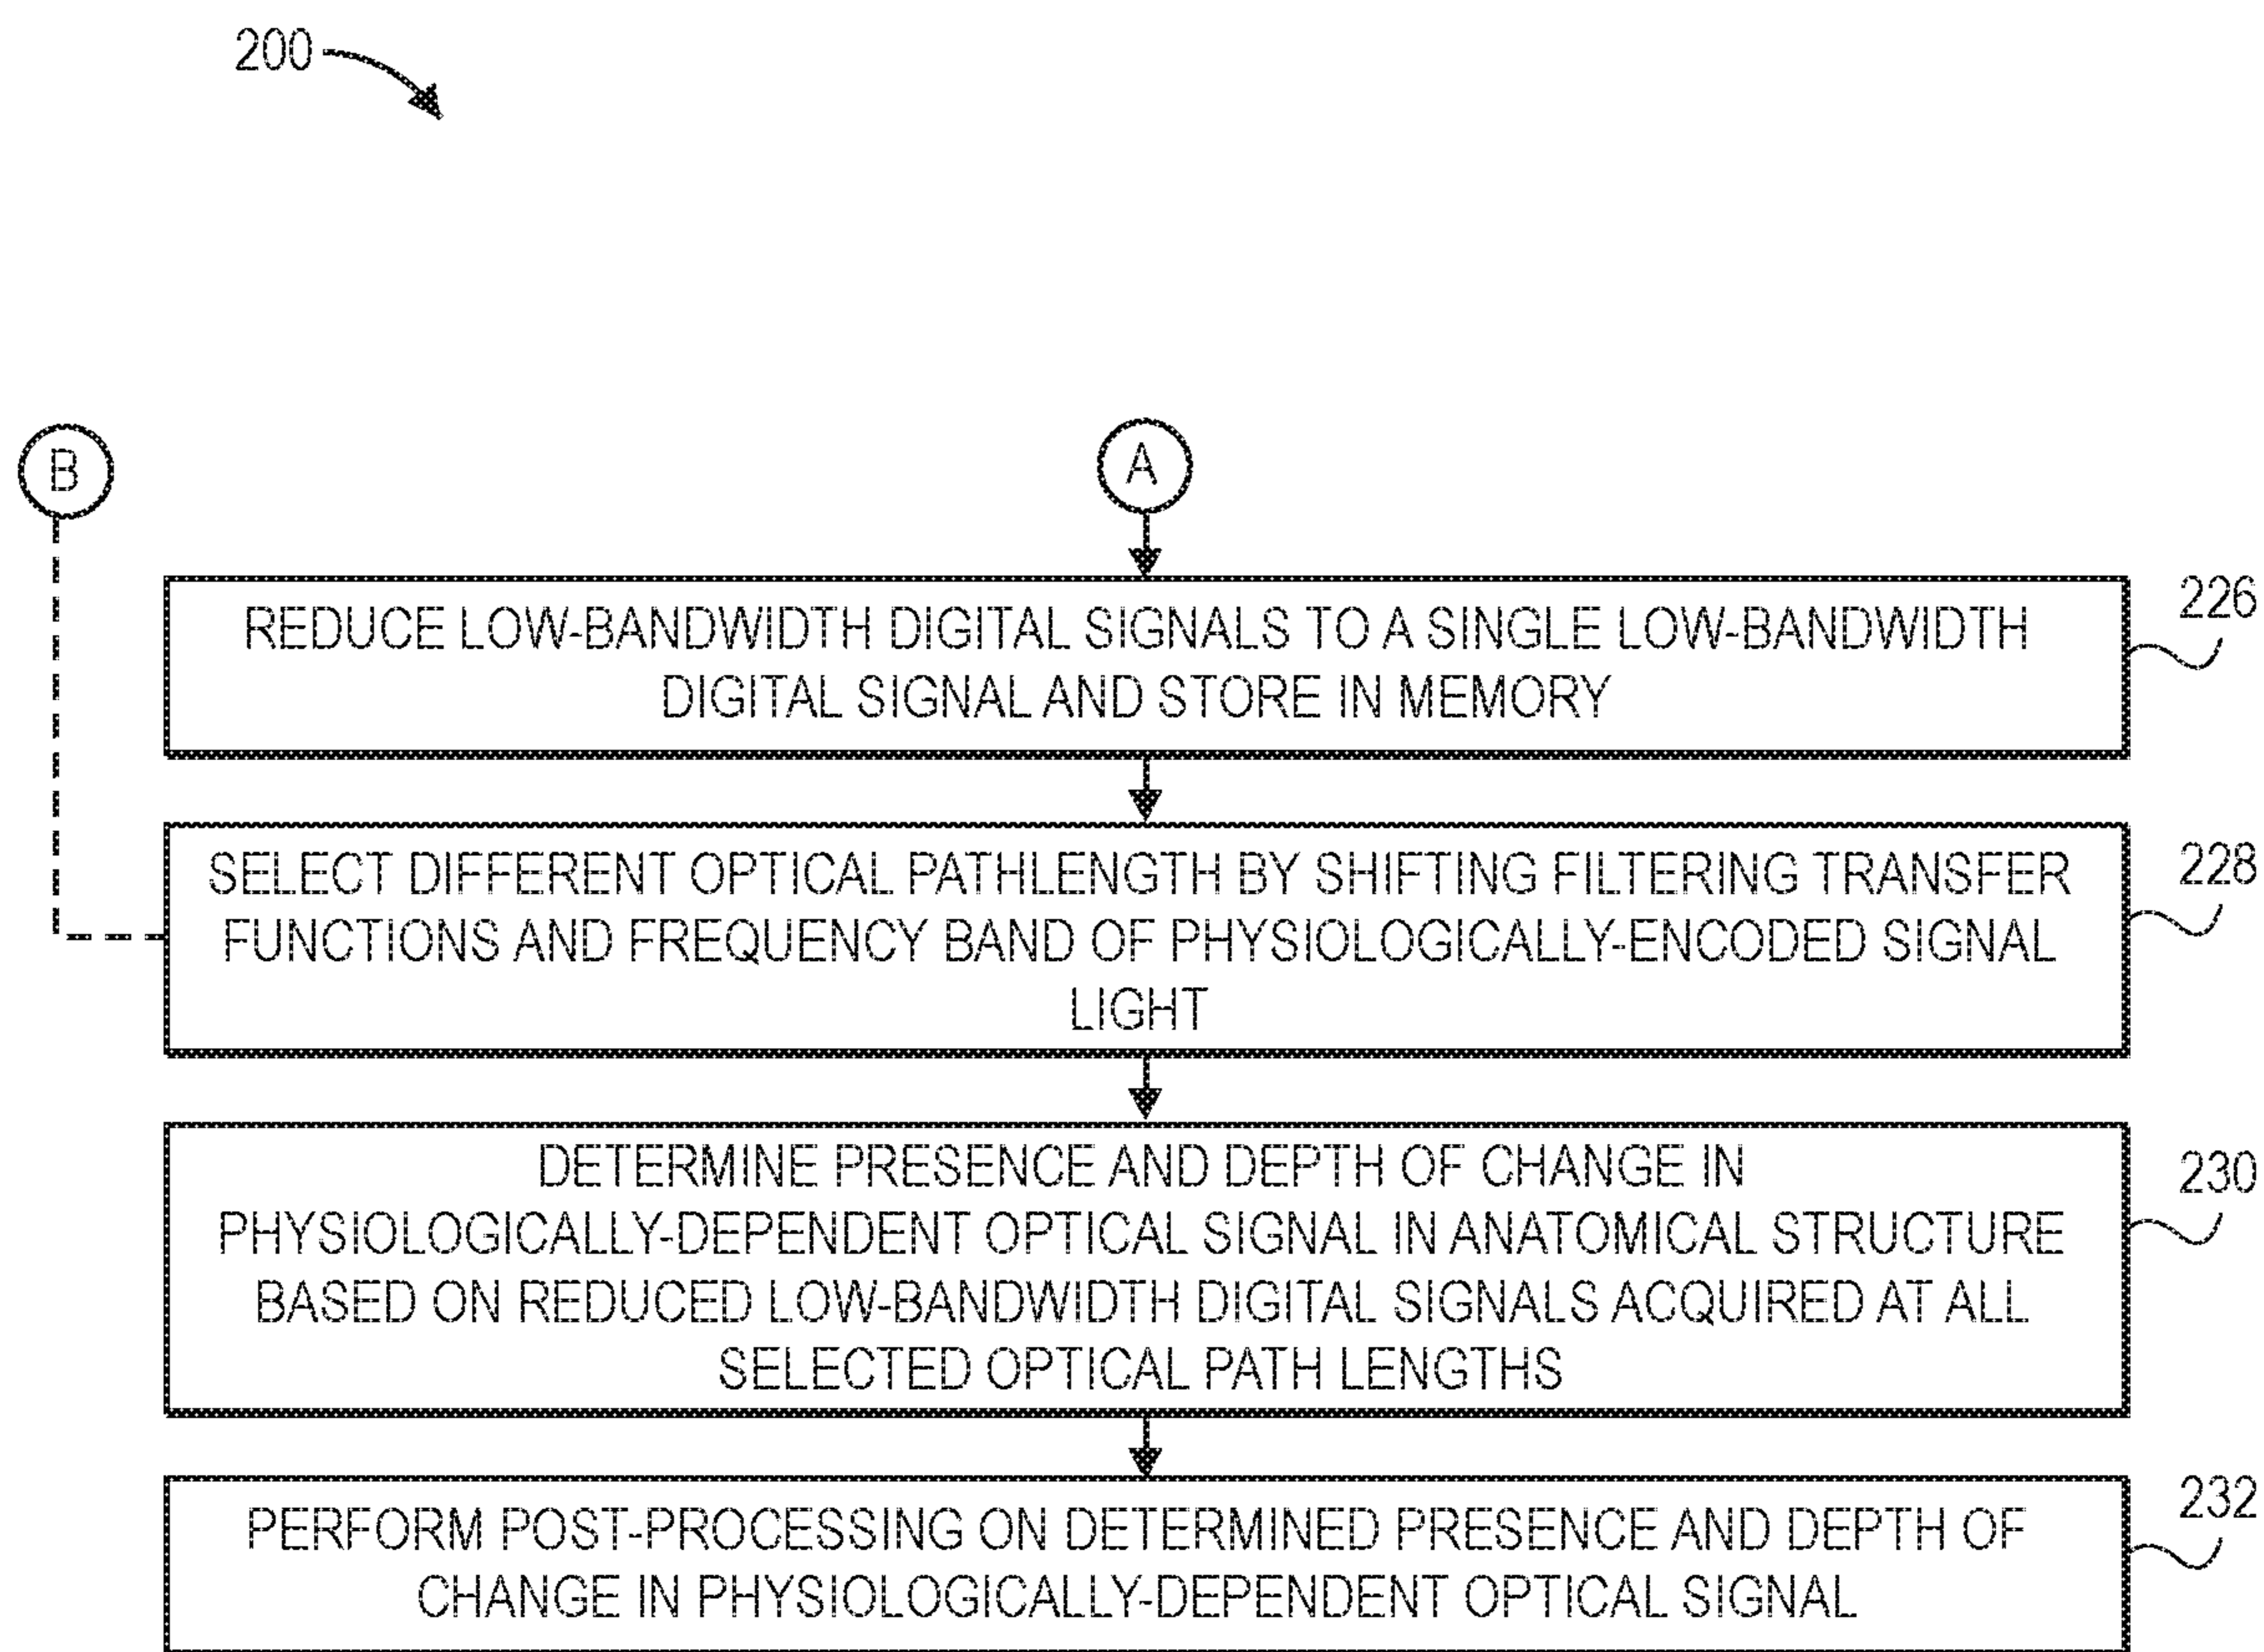 200
B
A
REDUCE LOW-BANDWIDTH DIGITAL SIGNALS TO A SINGLE LOW-BANDWIDTH
DIGITAL SIGNAL AND STORE IN MEMORY
226
SELECT DIFFERENT OPTICAL PATHLENGTH BY SHIFTING FILTERING TRANSFER
FUNCTIONS AND FREQUENCY BAND OF PHYSIOLOGICALLY-ENCODED SIGNAL
LIGHT
228
DETERMINE PRESENCE AND DEPTH OF CHANGE IN
PHYSIOLOGICALLY-DEPENDENT OPTICAL SIGNAL IN ANATOMICAL STRUCTURE
BASED ON REDUCED LOW-BANDWIDTH DIGITAL SIGNALS ACQUIRED AT ALL
SELECTED OPTICAL PATH LENGTHS
230
PERFORM POST-PROCESSING ON DETERMINED PRESENCE AND DEPTH OF
CHANGE IN PHYSIOLOGICALLY-DEPENDENT OPTICAL SIGNAL
232